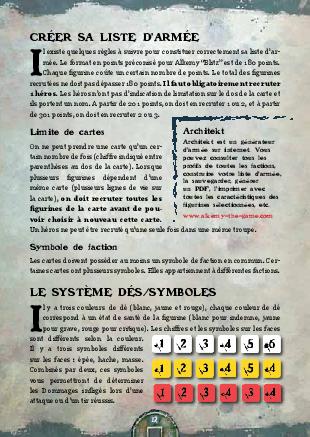 CRÉER SA LISTE D'ARMÉE
Il existe quelques règles à suivre pour constituer correctement sa liste d'ar-
mée. Le format en points préconisé pour Alkemy "Blitz" est de 180 points.
Chaque figurine coûte un certain nombre de points. Le total des figurines
recrutées ne doit pas dépasser 180 points. Il faut obligatoirement recruter
1 héros. Les héros n'ont pas d'indication de limitation sur le dos de la carte et
ils portent un nom. A partir de 201 points, on doit recruter 1 ou 2, et à partir
de 301 points, on doit recruter 2 ou 3.
Limite de cartes
On ne peut prendre une carte qu'un cer-
tain nombre de fois (chiffre indiqué entre
parenthèses au dos de la carte). Lorsque
plusieurs figurines dépendent d'une
même carte (plusieurs lignes de vie sur
la carte), on doit recruter toutes les
figurines de la carte avant de pou-
voir choisir à nouveau cette carte.
Un héros ne peut être recruté qu'une seule fois dans une même troupe.
Architekt
Architekt est un générateur
d'armée sur internet. Vous
pouvez consulter tous les
profils de toutes les factions,
construire votre liste d'armée,
la sauvegarder, générer
un PDF, l'imprimer avec
toutes les caractéristiques des
figurines sélectionnées, etc.
www.alkemy-the-game.com
Symbole de faction
Les cartes doivent posséder au moins un symbole de faction en commun. Cer-
taines cartes ont plusieurs symboles. Elles appartiennent à différentes factions.
LE SYSTÈME DÉS/SYMBOLES
Il y a trois couleurs de dé (blanc, jaune et rouge), chaque couleur de dé
correspond à un état de santé de la figurine (blanc pour indemne, jaune
pour grave, rouge pour critique). Les chiffres et les symboles sur les faces
sont différents selon la couleur.
Il y a trois symboles différents
sur les faces : épée, hache, masse.
Combinés par deux, ces symboles
vous permettront de déterminer
les Dommages infligés lors d'une
attaque ou d'un tir réussis.
1 2 3 4 5 6
1 2 3 4 5 4
1 2 3 4 3 4
12